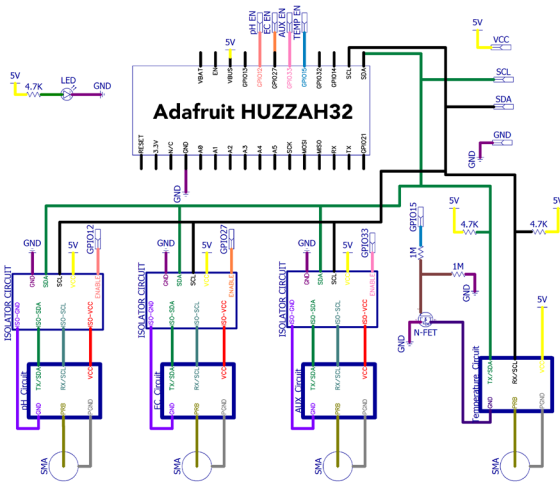 pH EN
EC EN
AUX EN
TEMP EN
5V
VCC
5V
VBAT
EN
VBUS
GPIO13
GPIO12
GPIO27
GPIO33
GPIO15
GPIO32
GPIO14
SCL
SDA
SCL
SDA
5V
4.7K
LED
GND
Adafruit HUZZAH32
RESET
3.3V
N/C
GND
A0
A1
A2
A3
A4
A5
SCK
MOSI
MISO
RX
TX
GPIO21
GND
GND
GND
5V
GPIO12
GND
5V
GPIO27
GND
5V
GPIO33
GPIO15
5V
4.7K
4.7K
5V
1M
1M
GND
GND
N-FET
5V
ISOLATOR CIRCUIT
SDA
SCL
VCC
ENABLE
ISO-GND
ISO-SDA
ISO-SCL
ISO-VCC
ISOLATOR CIRCUIT
SDA
SCL
VCC
ENABLE
ISO-GND
ISO-SDA
ISO-SCL
ISO-VCC
ISOLATOR CIRCUIT
SDA
SCL
VCC
ENABLE
ISO-GND
ISO-SDA
ISO-SCL
ISO-VCC
pH Circuit
TX/SDA
RX/SCL
VCC
GND
PRB
PGND
EC Circuit
TX/SDA
RX/SCL
VCC
GND
PRB
PGND
AUX Circuit
TX/SDA
RX/SCL
VCC
GND
PRB
PGND
Temperature Circuit
TX/SDA
RX/SCL
VCC
GND
PRB
PGND
SMA
SMA
SMA
SMA